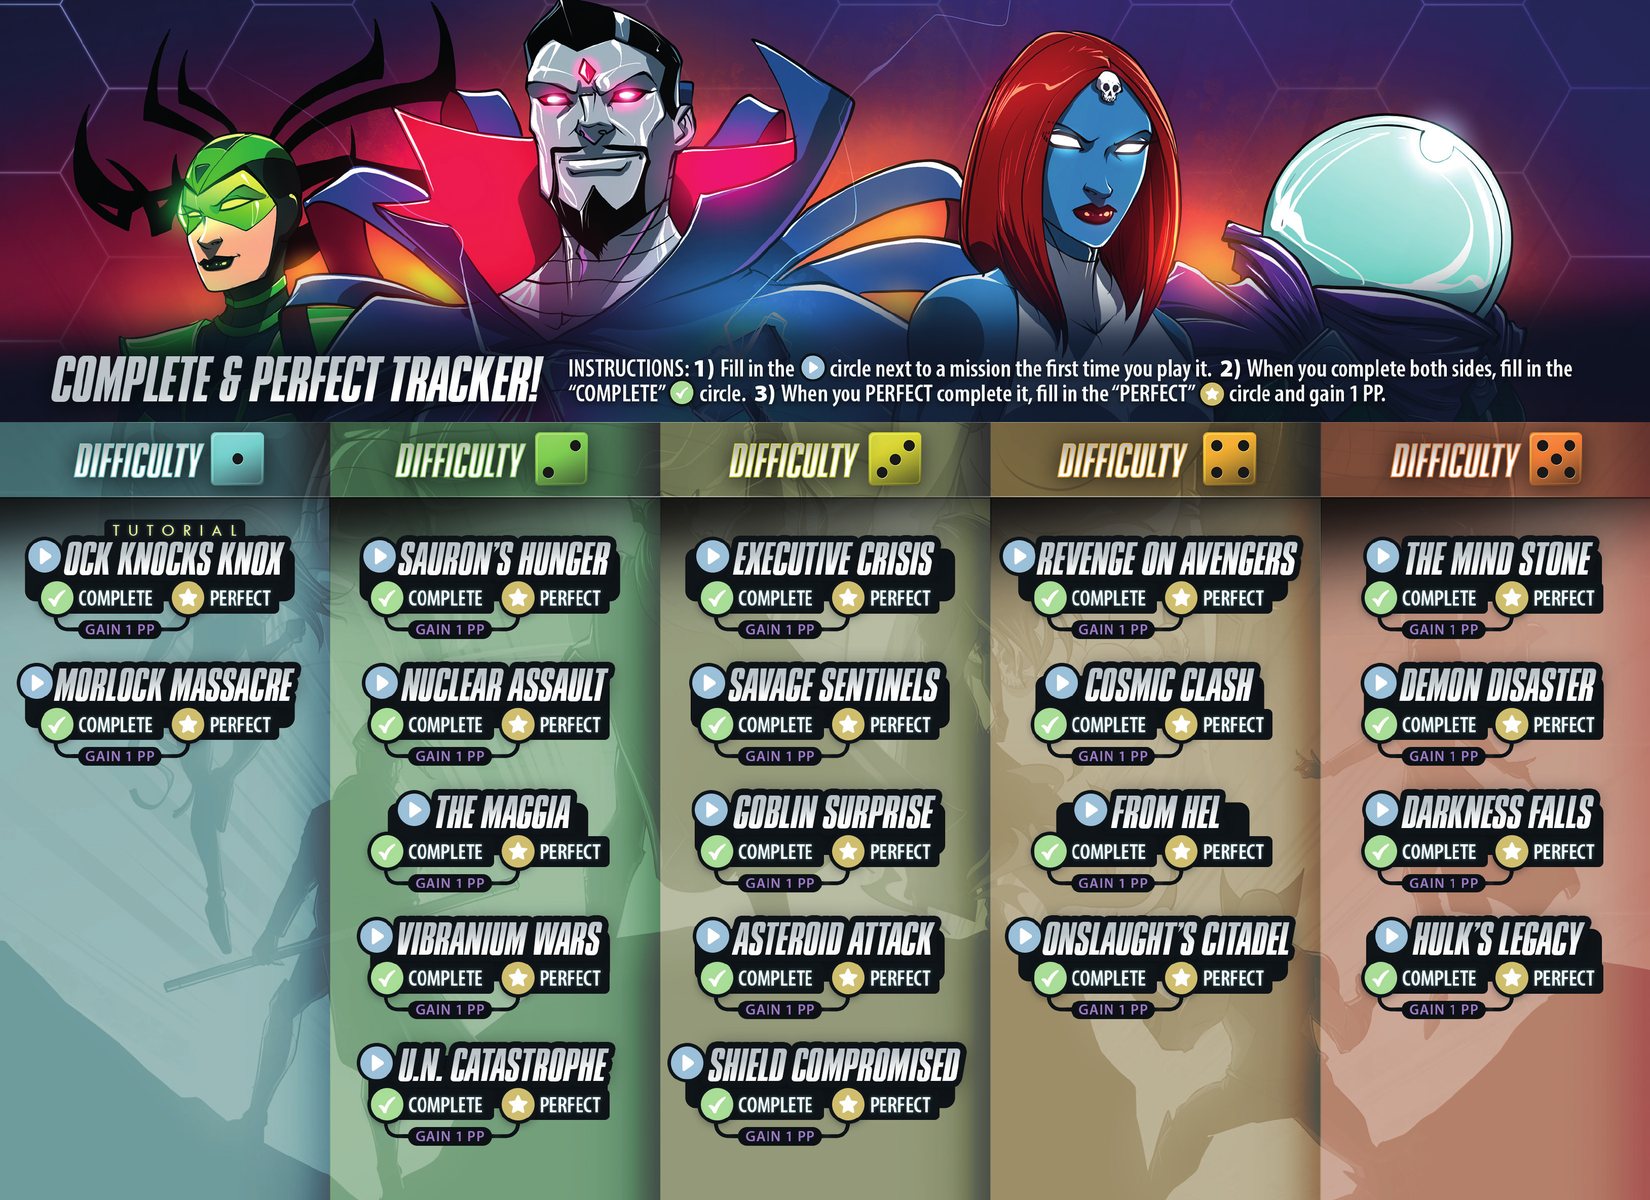 COMPLETE & PERFECT TRACKER!
INSTRUCTIONS: 1) Fill in the circle next to a mission the first time you play it. 2) When you complete both sides, fill in the
"COMPLETE" circle. 3) When you PERFECT complete it, fill in the "PERFECT" circle and gain 1 PP.
DIFFICULTY
TUTORIAL
OCK KNOCKS KNOX
COMPLETE PERFECT
GAIN 1 PP
MORLOCK MASSACRE
COMPLETE PERFECT
GAIN 1 PP
DIFFICULTY
SAURON'S HUNGER
COMPLETE PERFECT
GAIN 1 PP
NUCLEAR ASSAULT
COMPLETE PERFECT
GAIN 1 PP
THE MAGGIA
COMPLETE PERFECT
GAIN 1 PP
VIBRANIUM WARS
COMPLETE PERFECT
GAIN 1 PP
U.N. CATASTROPHE
COMPLETE PERFECT
GAIN 1 PP
DIFFICULTY
EXECUTIVE CRISIS
COMPLETE PERFECT
GAIN 1 PP
SAVAGE SENTINELS
COMPLETE PERFECT
GAIN 1 PP
GOBLIN SURPRISE
COMPLETE PERFECT
GAIN 1 PP
ASTEROID ATTACK
COMPLETE PERFECT
GAIN 1 PP
SHIELD COMPROMISED
COMPLETE PERFECT
GAIN 1 PP
DIFFICULTY
REVENGE ON AVENGERS
COMPLETE PERFECT
GAIN 1 PP
COSMIC CLASH
COMPLETE PERFECT
GAIN 1 PP
FROM HEL
COMPLETE PERFECT
GAIN 1 PP
ONSLAUGHT'S CITADEL
COMPLETE PERFECT
GAIN 1 PP
DIFFICULTY
THE MIND STONE
COMPLETE PERFECT
GAIN 1 PP
DEMON DISASTER
COMPLETE PERFECT
GAIN 1 PP
DARKNESS FALLS
COMPLETE PERFECT
GAIN 1 PP
HULK'S LEGACY
COMPLETE PERFECT
GAIN 1 PP